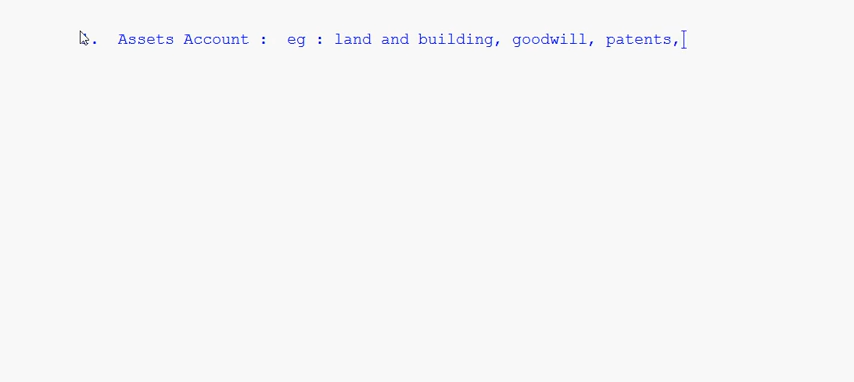 . Assets Account : eg : land and building, goodwill, patents,